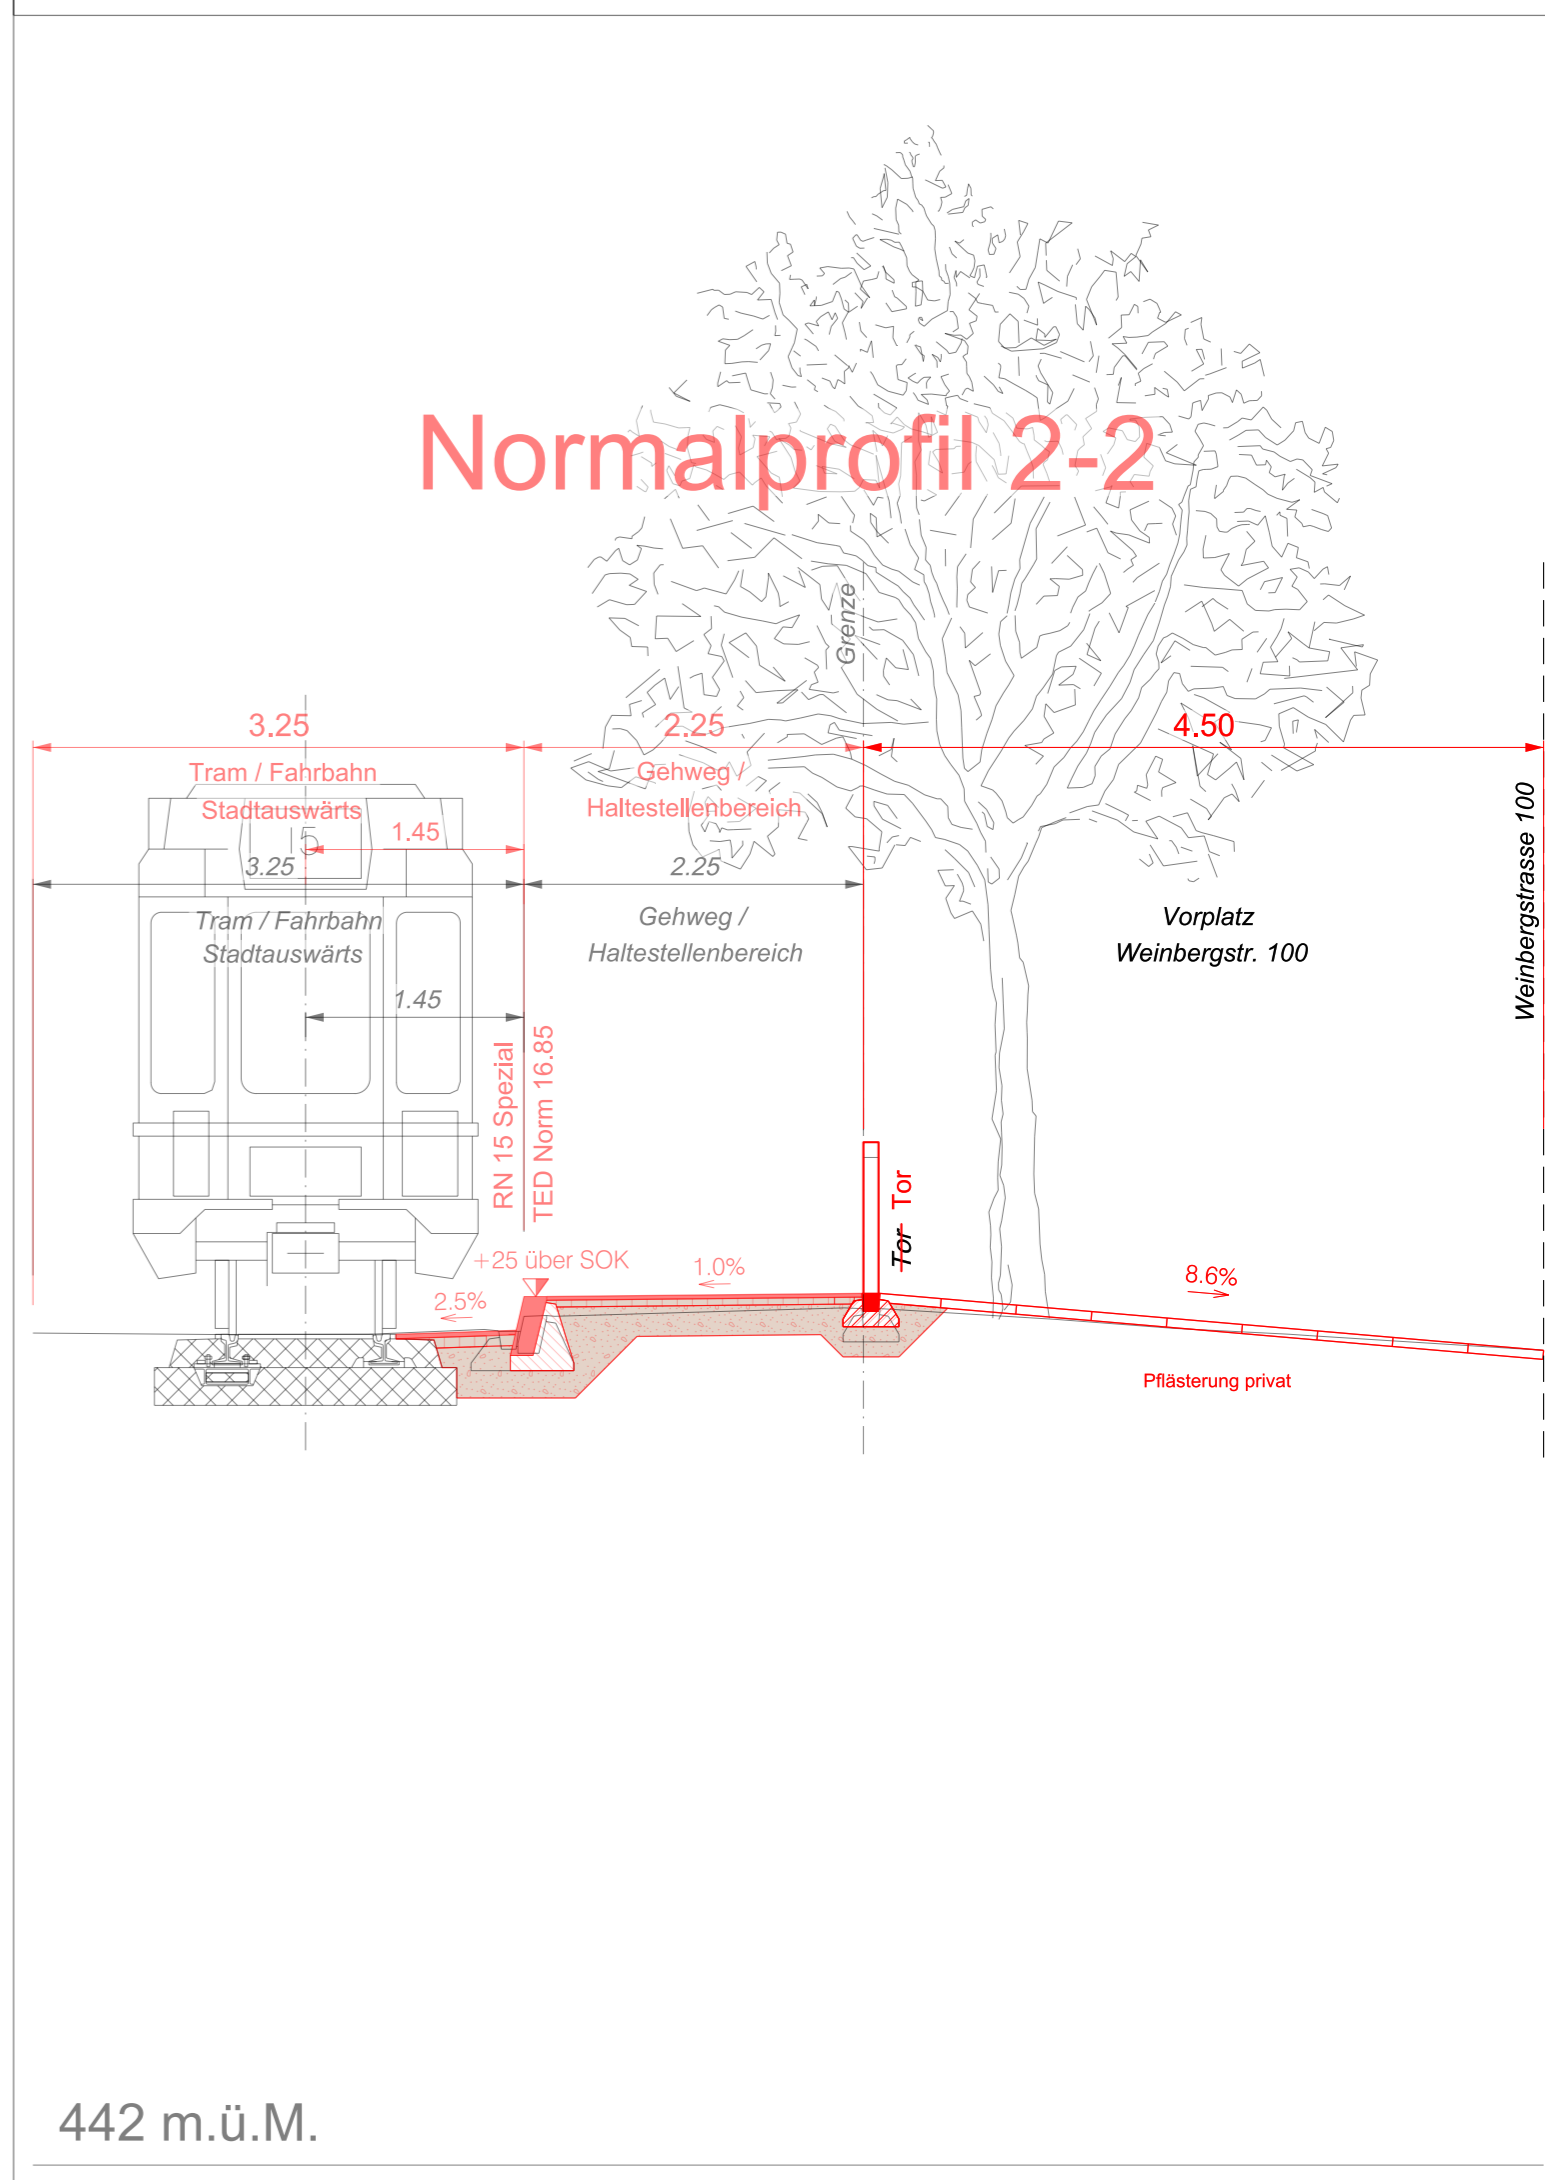 Normalprofil 2-2
Grenze
3.25
2.25
4.50
Tram / Fahrbahn
Stadtauswärts
Gehweg /
Haltestellenbereich
5
1.45
3.25
2.25
Tram / Fahrbahn
Stadtauswärts
Gehweg /
Haltestellenbereich
Vorplatz
Weinbergstr. 100
Weinbergstrasse 100
1.45
RN 15 Spezial
TED Norm 16.85
Tor
Tor
+25 über SOK
1.0%
2.5%
8.6%
Pflästerung privat
442 m.ü.M.